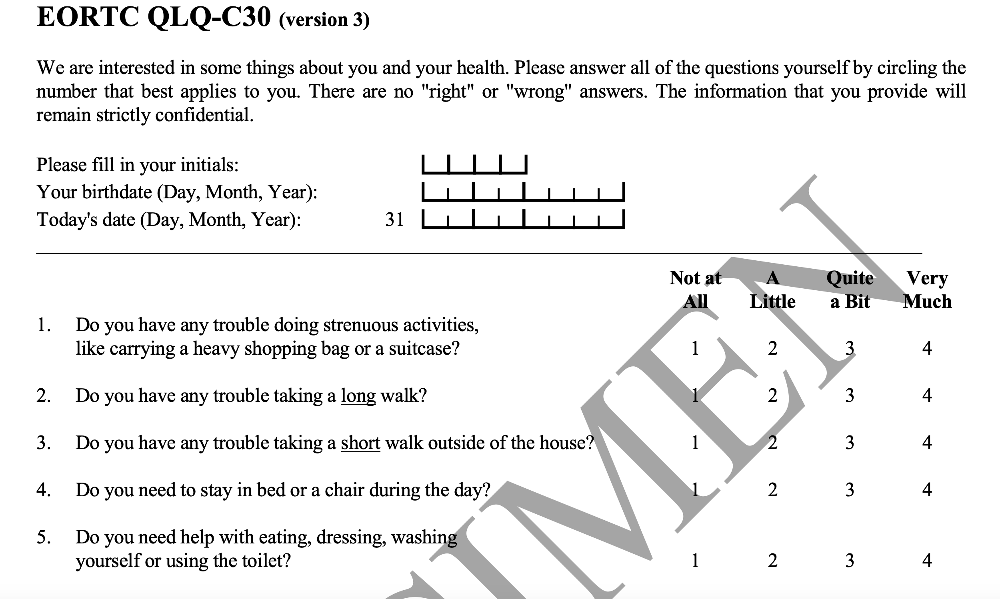 EORTC QLQ-C30 (version 3)
We are interested in some things about you and your health. Please answer all of the questions yourself by circling the
number that best applies to you. There are no "right" or "wrong" answers. The information that you provide will
remain strictly confidential.
Please fill in your initials:
Your birthdate (Day, Month, Year):
Today's date (Day, Month, Year): 31
Not at A Quite Very
All Little a Bit Much
1. Do you have any trouble doing strenuous activities,
like carrying a heavy shopping bag or a suitcase? 1 2 3 4
2. Do you have any trouble taking a long walk? 1 2 3 4
3. Do you have any trouble taking a short walk outside of the house? 1 2 3 4
4. Do you need to stay in bed or a chair during the day? 1 2 3 4
5. Do you need help with eating, dressing, washing
yourself or using the toilet? 1 2 3 4
IMEN